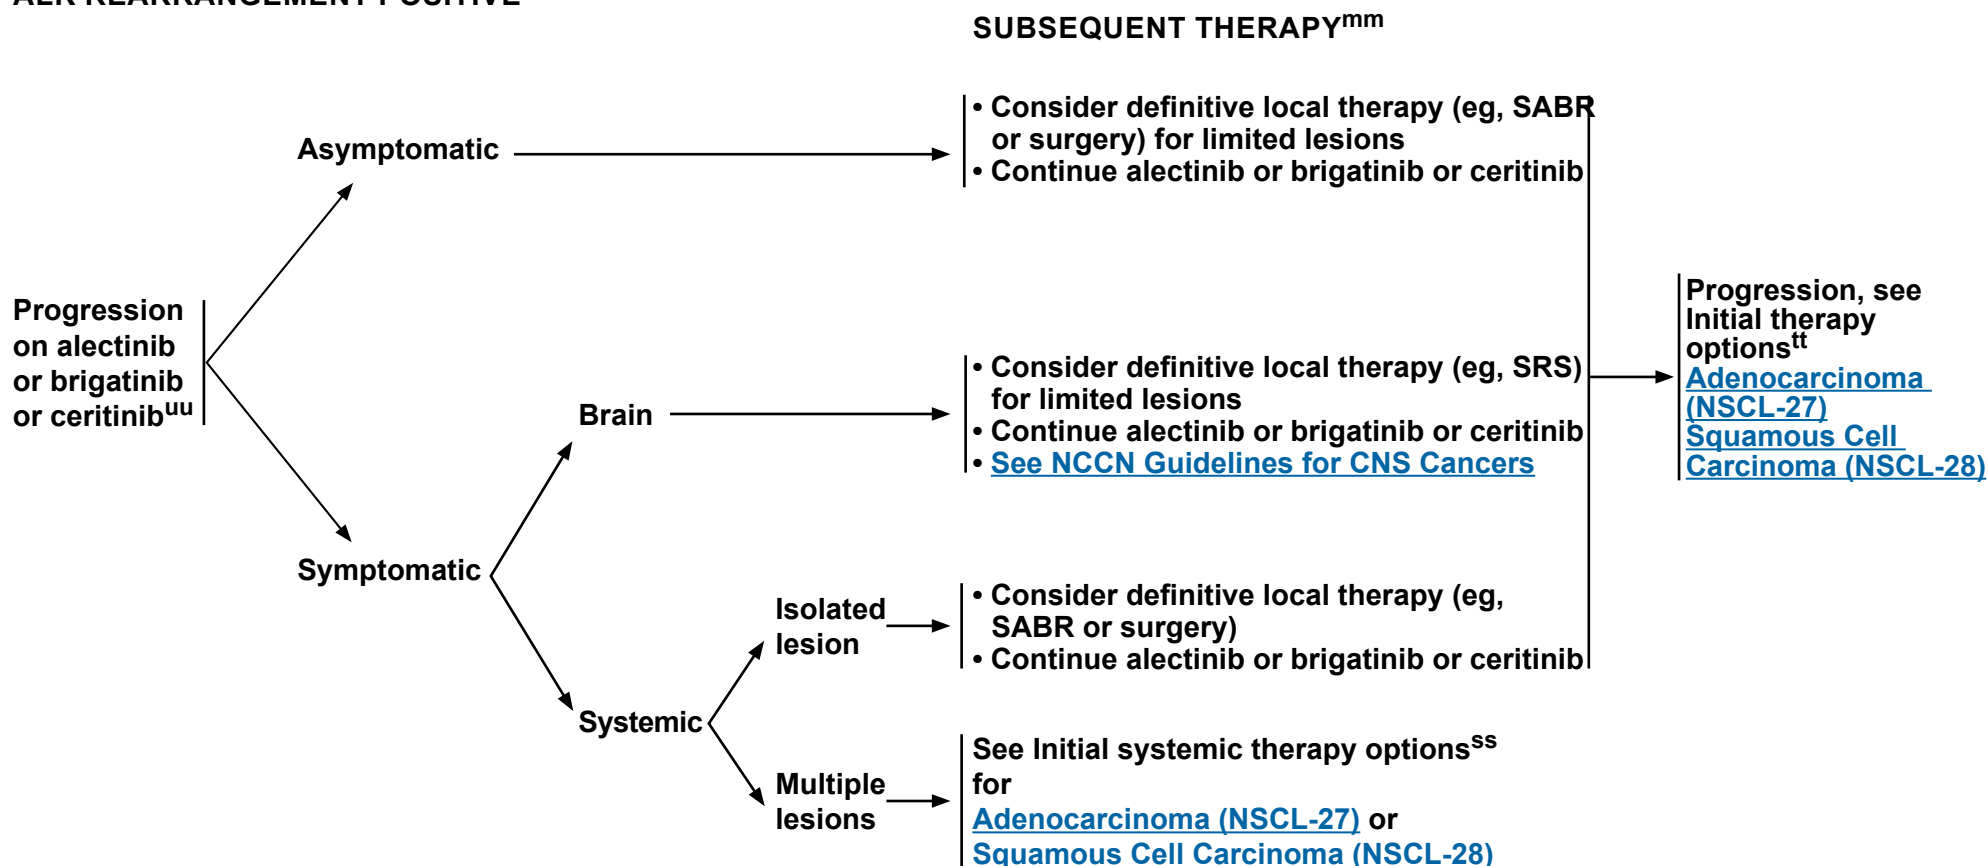 ALK REARRANGEMENT POSITIVE
SUBSEQUENT THERAPYmm
Progression
on alectinib
or brigatinib
or ceritinibuu
Asymptomatic
• Consider definitive local therapy (eg, SABR
or surgery) for limited lesions
• Continue alectinib or brigatinib or ceritinib
Symptomatic
Brain
• Consider definitive local therapy (eg, SRS)
for limited lesions
• Continue alectinib or brigatinib or ceritinib
• See NCCN Guidelines for CNS Cancers
Systemic
Isolated
lesion
• Consider definitive local therapy (eg,
SABR or surgery)
• Continue alectinib or brigatinib or ceritinib
Multiple
lesions
See Initial systemic therapy optionsss
for
Adenocarcinoma (NSCL-27) or
Squamous Cell Carcinoma (NSCL-28)
Progression, see
Initial therapy
optionstt
Adenocarcinoma
(NSCL-27)
Squamous Cell
Carcinoma (NSCL-28)